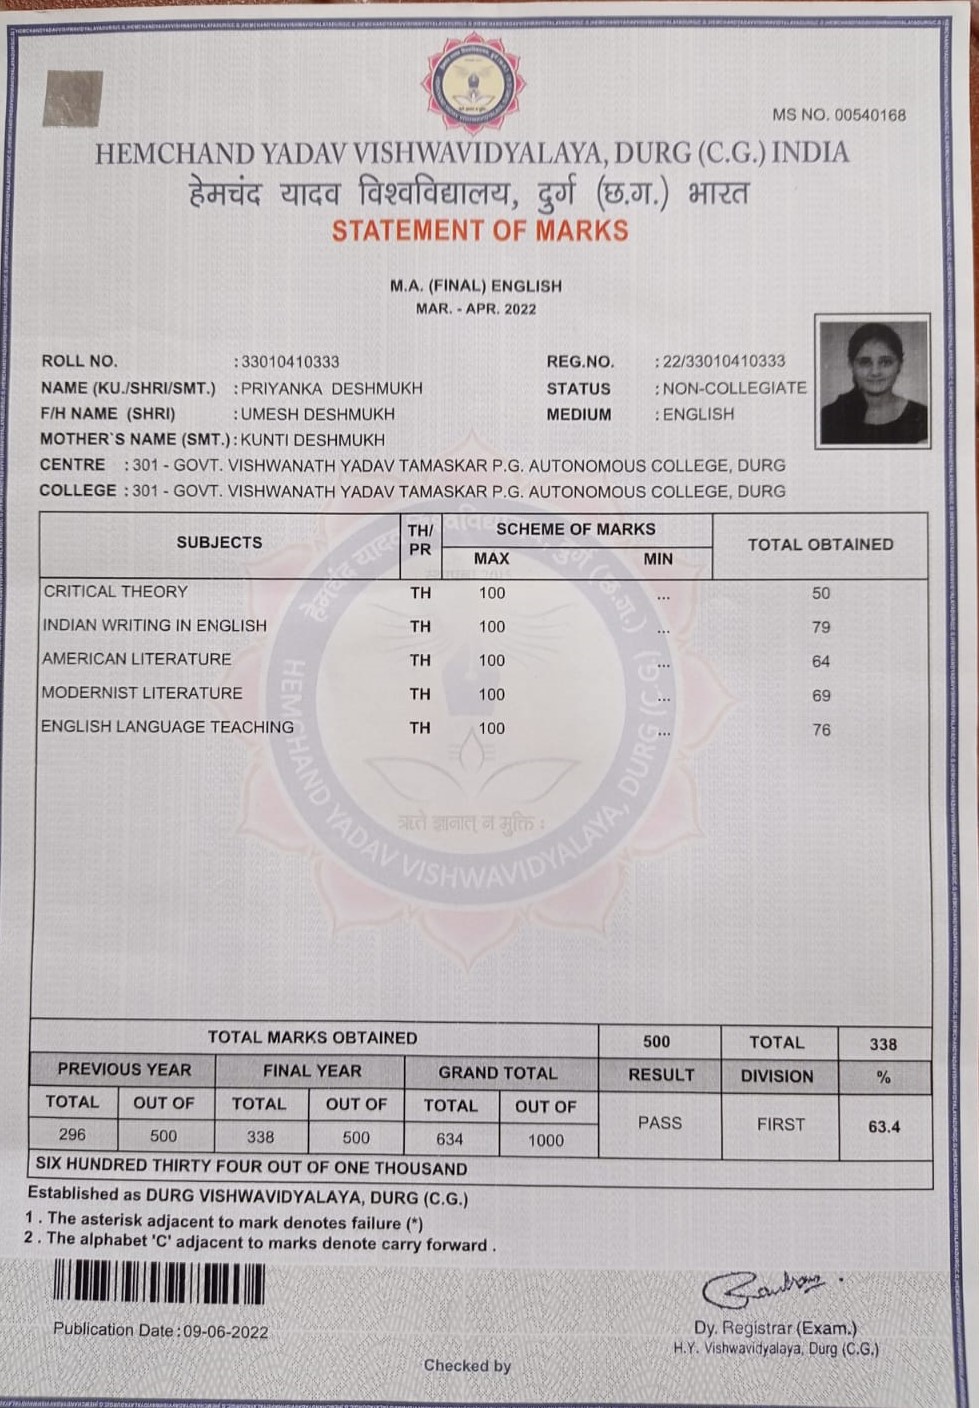 MS NO. 00540168
HEMCHAND YADAV VISHWAVIDYALAYA, DURG (C.G.) INDIA
हेमचंद यादव विश्वविद्यालय, दुर्ग (छ.ग.) भारत
STATEMENT OF MARKS
M.A. (FINAL) ENGLISH
MAR. - APR. 2022
ROLL NO. : 33010410333 REG.NO. : 22/33010410333
NAME (KU./SHRI/SMT.) : PRIYANKA DESHMUKH STATUS : NON-COLLEGIATE
F/H NAME (SHRI) : UMESH DESHMUKH MEDIUM : ENGLISH
MOTHER`S NAME (SMT.) : KUNTI DESHMUKH
CENTRE : 301 - GOVT. VISHWANATH YADAV TAMASKAR P.G. AUTONOMOUS COLLEGE, DURG
COLLEGE : 301 - GOVT. VISHWANATH YADAV TAMASKAR P.G. AUTONOMOUS COLLEGE, DURG
SUBJECTS TH/ PR SCHEME OF MARKS TOTAL OBTAINED
MAX MIN
CRITICAL THEORY TH 100 ... 50
INDIAN WRITING IN ENGLISH TH 100 ... 79
AMERICAN LITERATURE TH 100 ... 64
MODERNIST LITERATURE TH 100 ... 69
ENGLISH LANGUAGE TEACHING TH 100 ... 76
ऋते ज्ञानात् न मुक्ति :
HEMCHAND YADAV VISHWAVIDYALAYA, DURG (C.G.)
TOTAL MARKS OBTAINED 500 TOTAL 338
PREVIOUS YEAR FINAL YEAR GRAND TOTAL RESULT DIVISION %
TOTAL OUT OF TOTAL OUT OF TOTAL OUT OF PASS FIRST 63.4
296 500 338 500 634 1000
SIX HUNDRED THIRTY FOUR OUT OF ONE THOUSAND
Established as DURG VISHWAVIDYALAYA, DURG (C.G.)
1 . The asterisk adjacent to mark denotes failure (*)
2 . The alphabet 'C' adjacent to marks denote carry forward .
Publication Date : 09-06-2022
Dy. Registrar (Exam.)
H.Y. Vishwavidyalaya, Durg (C.G.)
Checked by